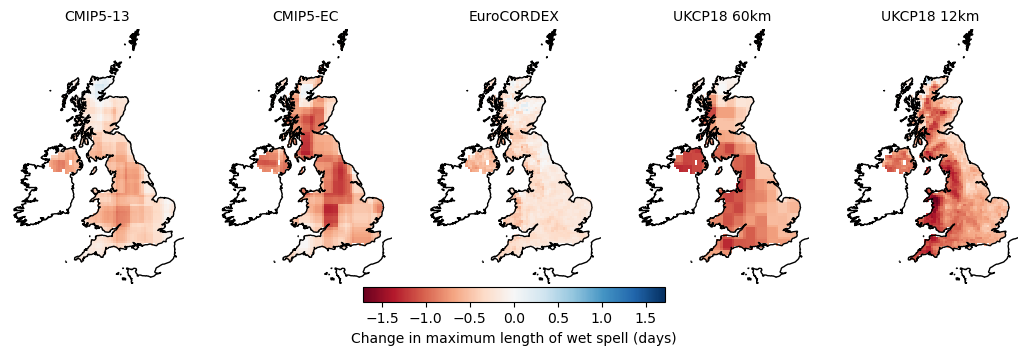 CMIP5-13 CMIP5-EC EuroCORDEX UKCP18 60km UKCP18 12km
−1.5 −1.0 −0.5 0.0 0.5 1.0 1.5
Change in maximum length of wet spell (days)